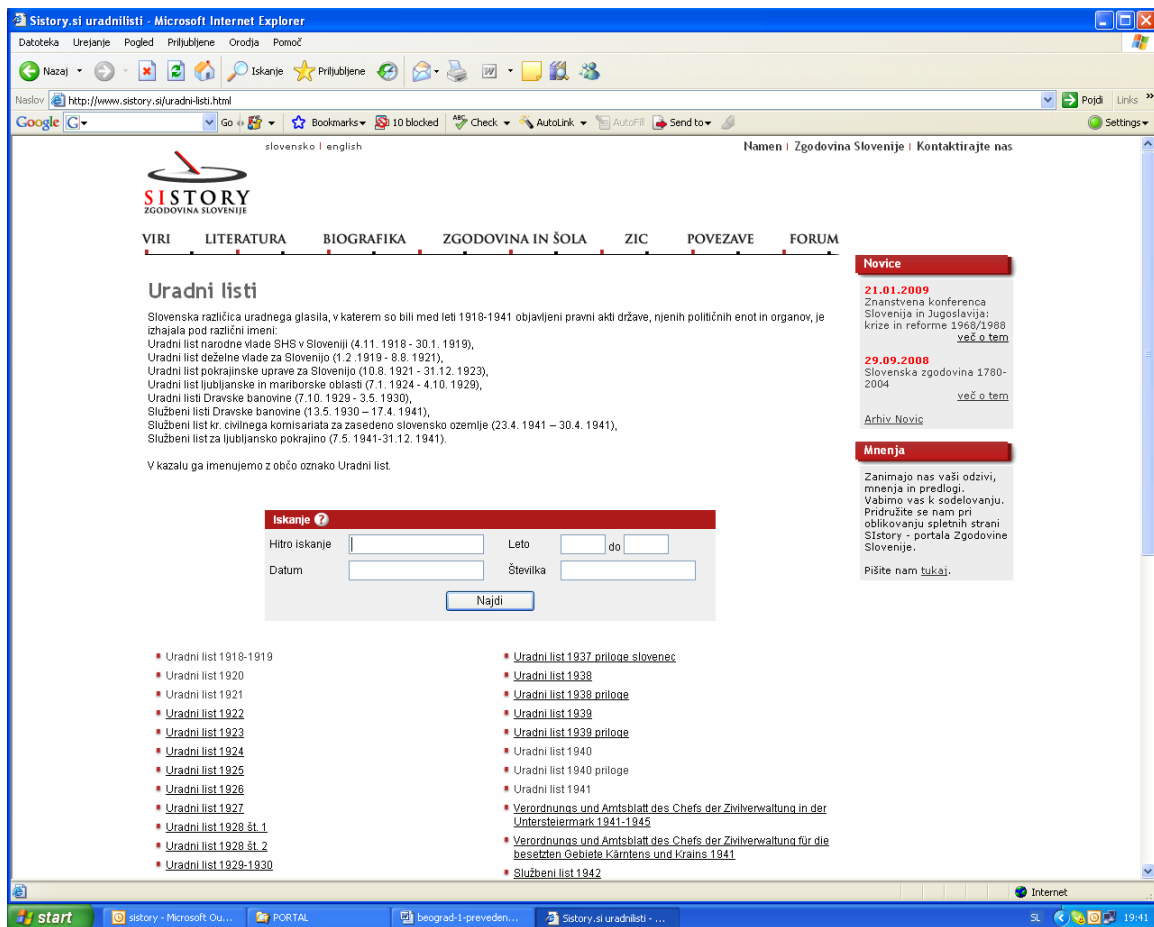 Sistory.si uradnilisti - Microsoft Internet Explorer
Datoteka Urejanje Pogled Priljubljene Orodja Pomoč
Nazaj Iskanje Priljubljene
Naslov http://www.sistory.si/uradni-listi.html Pojdi Links »
Google G Go Bookmarks 10 blocked Check AutoLink AutoFill Send to Settings
slovensko | english
Namen | Zgodovina Slovenije | Kontaktirajte nas
SISTORY
ZGODOVINA SLOVENIJE
VIRI LITERATURA BIOGRAFIKA ZGODOVINA IN ŠOLA ZIC POVEZAVE FORUM
Uradni listi
Slovenska različica uradnega glasila, v katerem so bili med leti 1918-1941 objavljeni pravni akti države, njenih političnih enot in organov, je
izhajala pod različni imeni:
Uradni list narodne vlade SHS v Sloveniji (4.11. 1918 - 30.1. 1919),
Uradni list deželne vlade za Slovenijo (1.2 .1919 - 8.8. 1921),
Uradni list pokrajinske uprave za Slovenijo (10.8. 1921 - 31.12. 1923),
Uradni list ljubljanske in mariborske oblasti (7.1. 1924 - 4.10. 1929),
Uradni listi Dravske banovine (7.10. 1929 - 3.5. 1930),
Službeni listi Dravske banovine (13.5. 1930 – 17.4. 1941),
Službeni list kr. civilnega komisariata za zasedeno slovensko ozemlje (23.4. 1941 – 30.4. 1941),
Službeni list za ljubljansko pokrajino (7.5. 1941-31.12. 1941).
V kazalu ga imenujemo z občo oznako Uradni list.
Iskanje ?
Hitro iskanje Leto do
Datum Številka
Najdi
Uradni list 1918-1919
Uradni list 1920
Uradni list 1921
Uradni list 1922
Uradni list 1923
Uradni list 1924
Uradni list 1925
Uradni list 1926
Uradni list 1927
Uradni list 1928 št. 1
Uradni list 1928 št. 2
Uradni list 1929-1930
Uradni list 1937 priloge slovenec
Uradni list 1938
Uradni list 1938 priloge
Uradni list 1939
Uradni list 1939 priloge
Uradni list 1940
Uradni list 1940 priloge
Uradni list 1941
Verordnungs und Amtsblatt des Chefs der Zivilverwaltung in der
Untersteiermark 1941-1945
Verordnungs und Amtsblatt des Chefs der Zivilverwaltung für die
besetzten Gebiete Kärntens und Krains 1941
Službeni list 1942
Novice
21.01.2009
Znanstvena konferenca
Slovenija in Jugoslavija:
krize in reforme 1968/1988
več o tem
29.09.2008
Slovenska zgodovina 1780-
2004
več o tem
Arhiv Novic
Mnenja
Zanimajo nas vaši odzivi,
mnenja in predlogi.
Vabimo vas k sodelovanju.
Pridružite se nam pri
oblikovanju spletnih strani
SIstory - portala Zgodovine
Slovenije.
Pišite nam tukaj.
Internet
start sistory - Microsoft Ou... PORTAL beograd-1-preveden... Sistory.si uradnilisti - ... SL 19:41